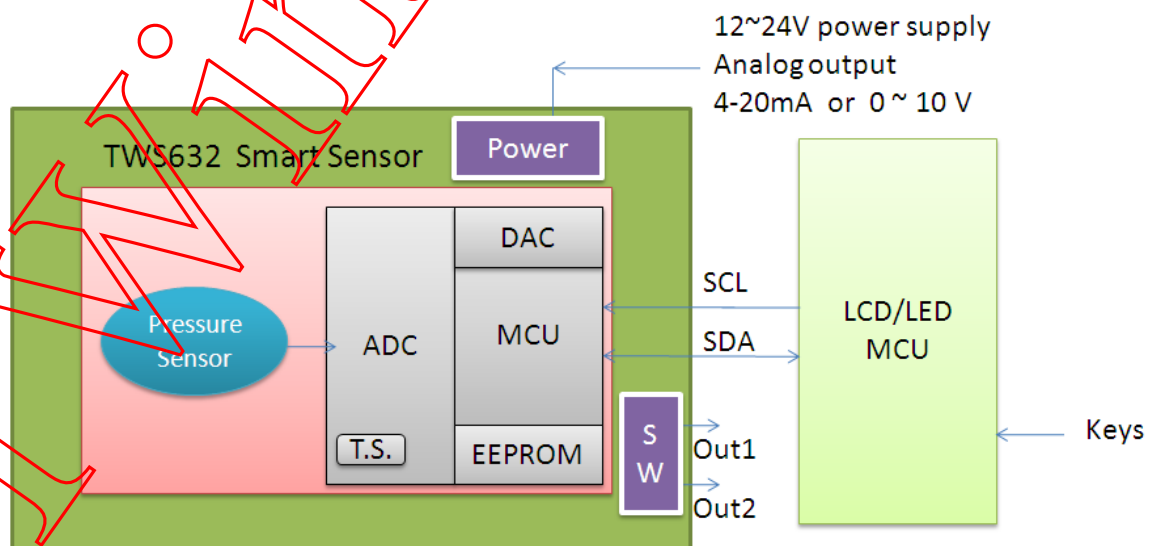 12~24V power supply
Analog output
4-20mA or 0 ~ 10 V
TWS632 Smart Sensor
Power
DAC
SCL
Pressure
Sensor
ADC
MCU
SDA
LCD/LED
MCU
T.S.
EEPROM
S
W
Out1
Out2
Keys